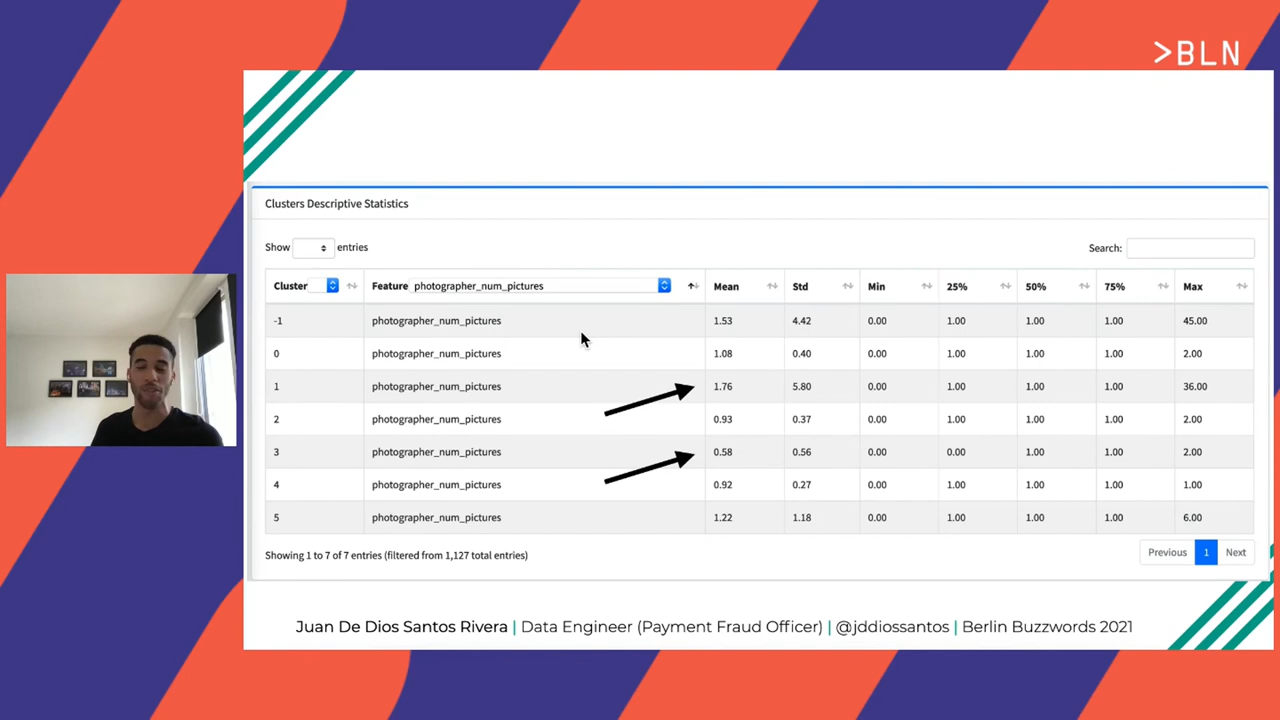 >BLN
Clusters Descriptive Statistics
Show entries Search:
Cluster Feature photographer_num_pictures Mean Std Min 25% 50% 75% Max
-1 photographer_num_pictures 1.53 4.42 0.00 1.00 1.00 1.00 45.00
0 photographer_num_pictures 1.08 0.40 0.00 1.00 1.00 1.00 2.00
1 photographer_num_pictures 1.76 5.80 0.00 1.00 1.00 1.00 36.00
2 photographer_num_pictures 0.93 0.37 0.00 1.00 1.00 1.00 2.00
3 photographer_num_pictures 0.58 0.56 0.00 0.00 1.00 1.00 2.00
4 photographer_num_pictures 0.92 0.27 0.00 1.00 1.00 1.00 1.00
5 photographer_num_pictures 1.22 1.18 0.00 1.00 1.00 1.00 6.00
Showing 1 to 7 of 7 entries (filtered from 1,127 total entries) Previous 1 Next
Juan De Dios Santos Rivera | Data Engineer (Payment Fraud Officer) | @jddiossantos | Berlin Buzzwords 2021